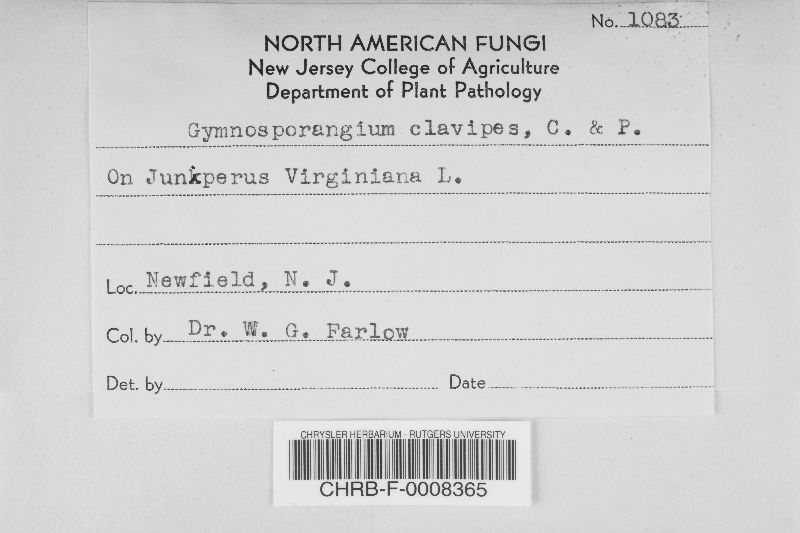 No. 1083
NORTH AMERICAN FUNGI
New Jersey College of Agriculture
Department of Plant Pathology
Gymnosporangium clavipes, C. & P.
On Juniperus Virginiana L.
Loc. Newfield, N. J.
Col. by Dr. W. G. Farlow
Det. by Date
CHRYSLER HERBARIUM - RUTGERS UNIVERSITY
CHRB-F-0008365